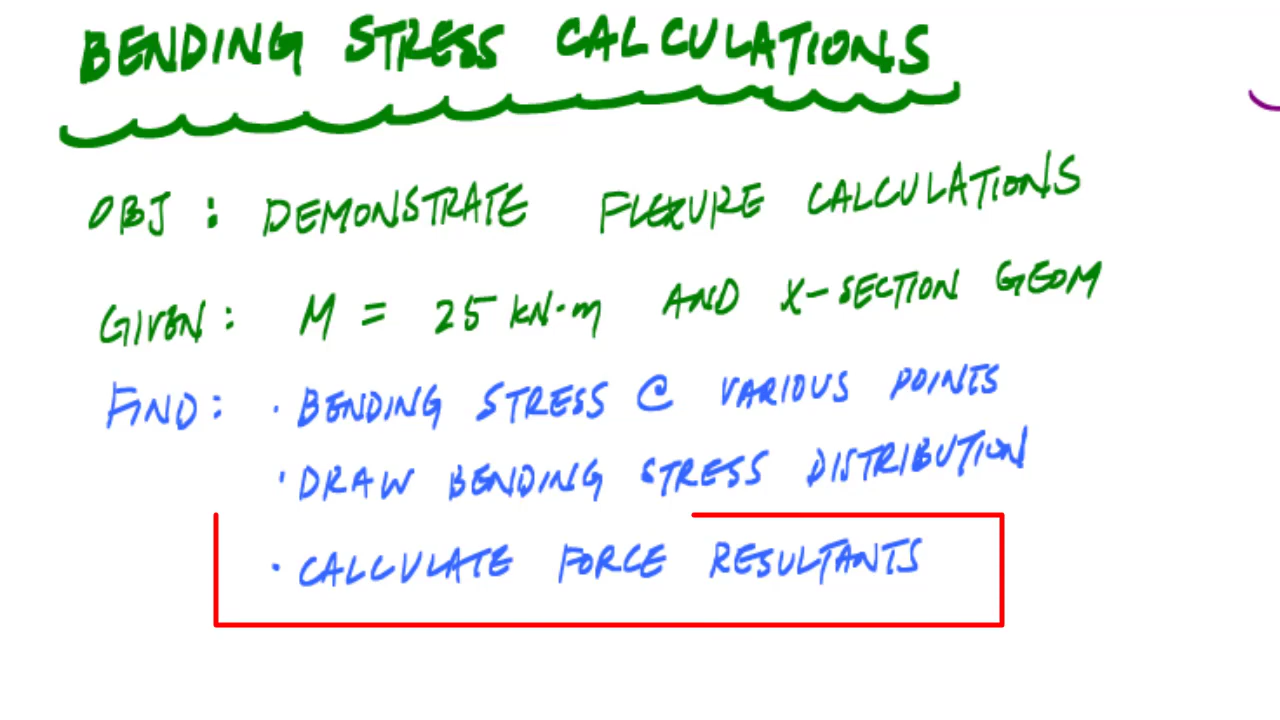 BENDING STRESS CALCULATIONS
OBJ : DEMONSTRATE FLEXURE CALCULATIONS
GIVEN : M = 25 kN·m AND X-SECTION GEOM
FIND : · BENDING STRESS @ VARIOUS POINTS
· DRAW BENDING STRESS DISTRIBUTION
· CALCULATE FORCE RESULTANTS